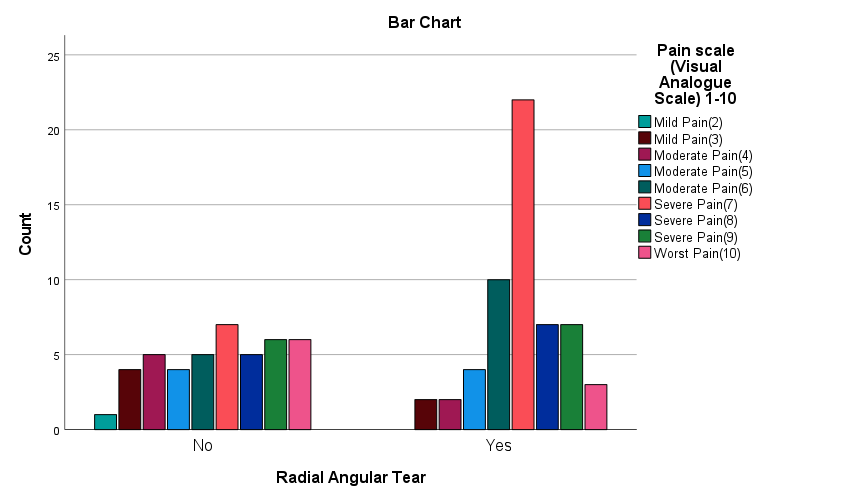 Bar Chart
25
20
15
10
5
0
Count
No
Yes
Radial Angular Tear
Pain scale
(Visual
Analogue
Scale) 1-10
Mild Pain(2)
Mild Pain(3)
Moderate Pain(4)
Moderate Pain(5)
Moderate Pain(6)
Severe Pain(7)
Severe Pain(8)
Severe Pain(9)
Worst Pain(10)